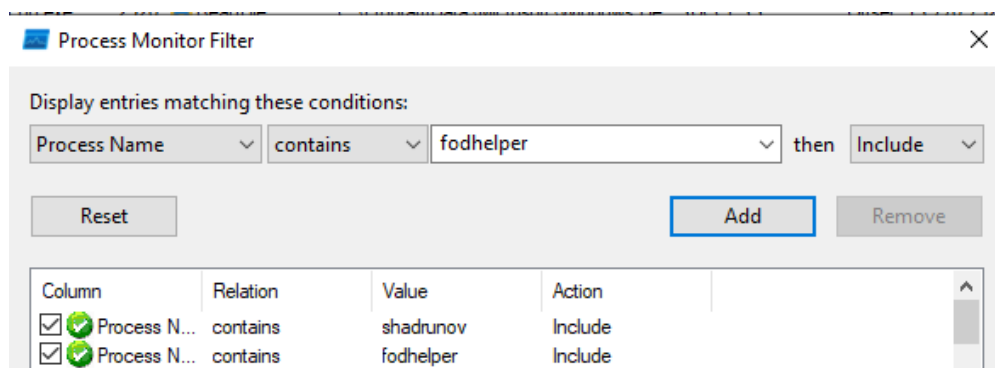 Process Monitor Filter
Display entries matching these conditions:
Process Name contains fodhelper then Include
Reset Add Remove
Column Relation Value Action
Process N... contains shadrunov Include
Process N... contains fodhelper Include